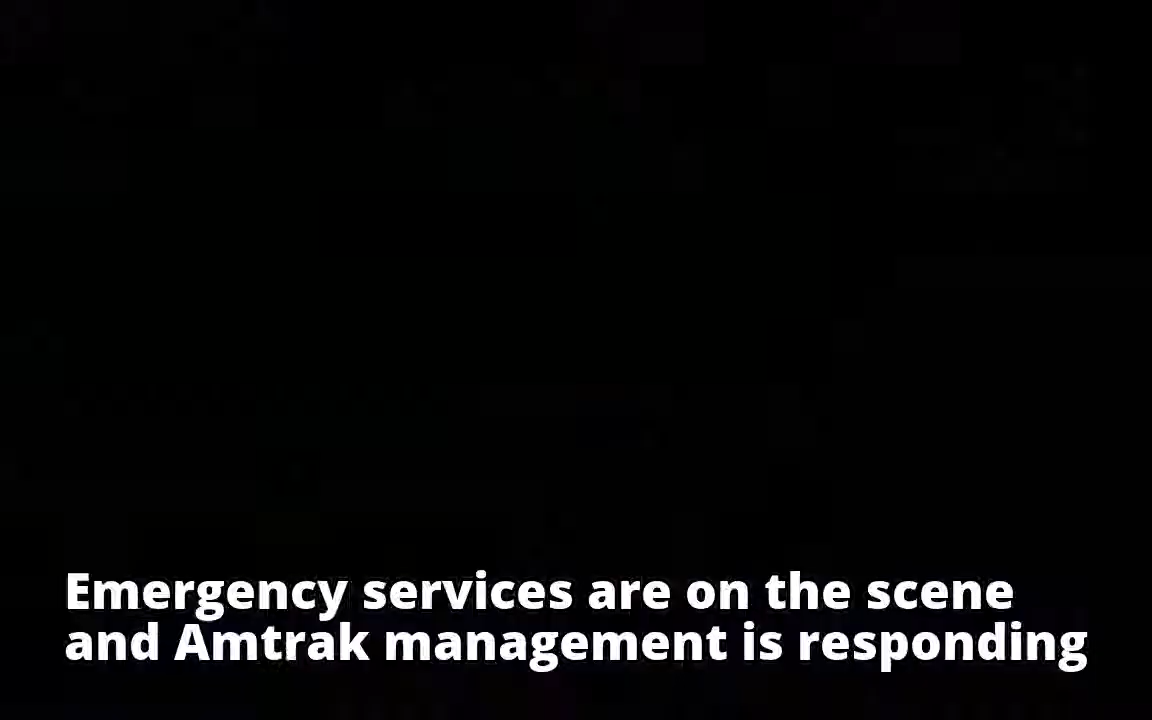 Emergency services are on the scene
and Amtrak management is responding